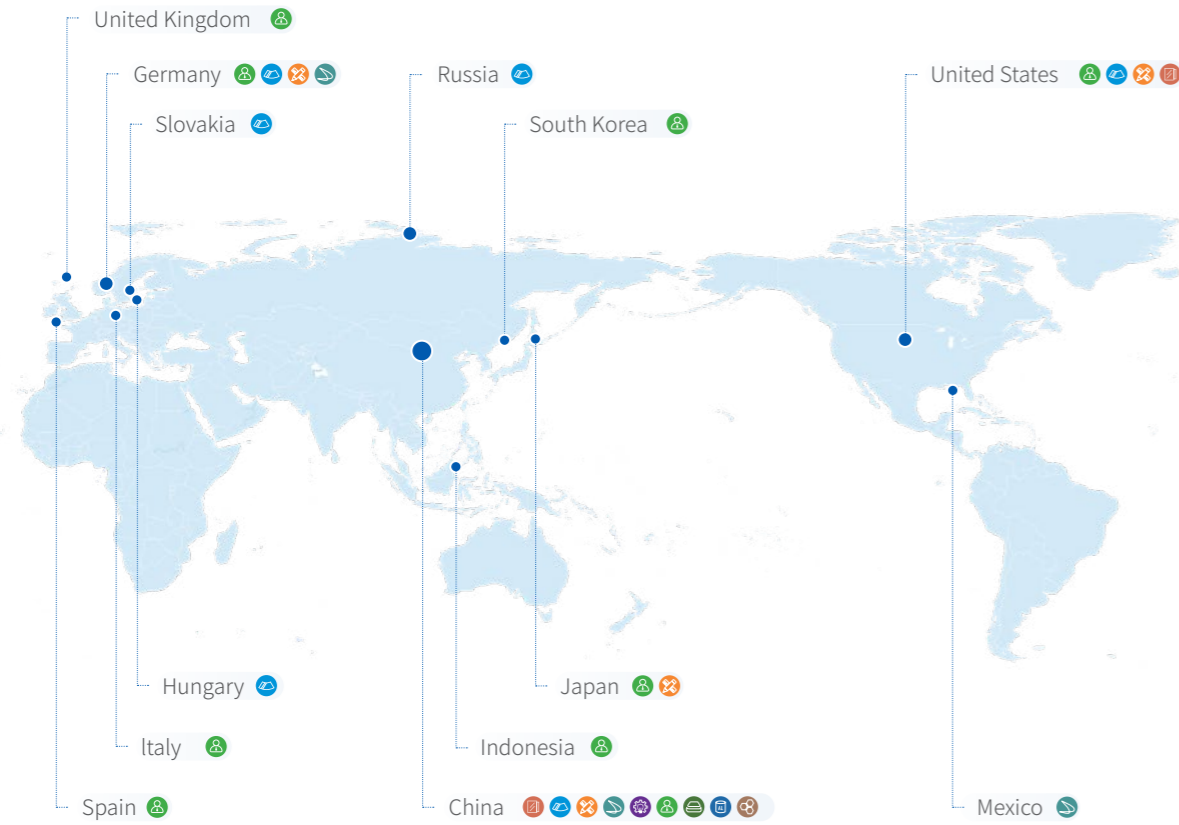 United Kingdom
Germany
Russia
United States
Slovakia
South Korea
Hungary
Japan
Italy
Indonesia
Spain
China
Mexico